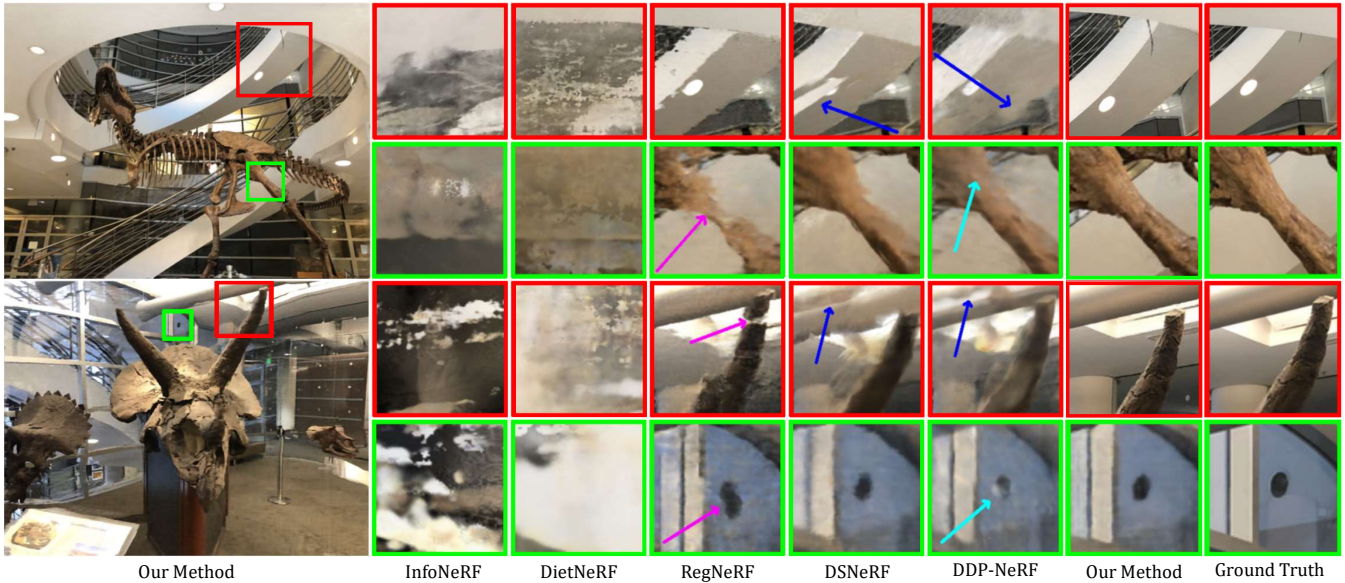 Our Method
InfoNeRF
DietNeRF
RegNeRF
DSNeRF
DDP-NeRF
Our Method
Ground Truth